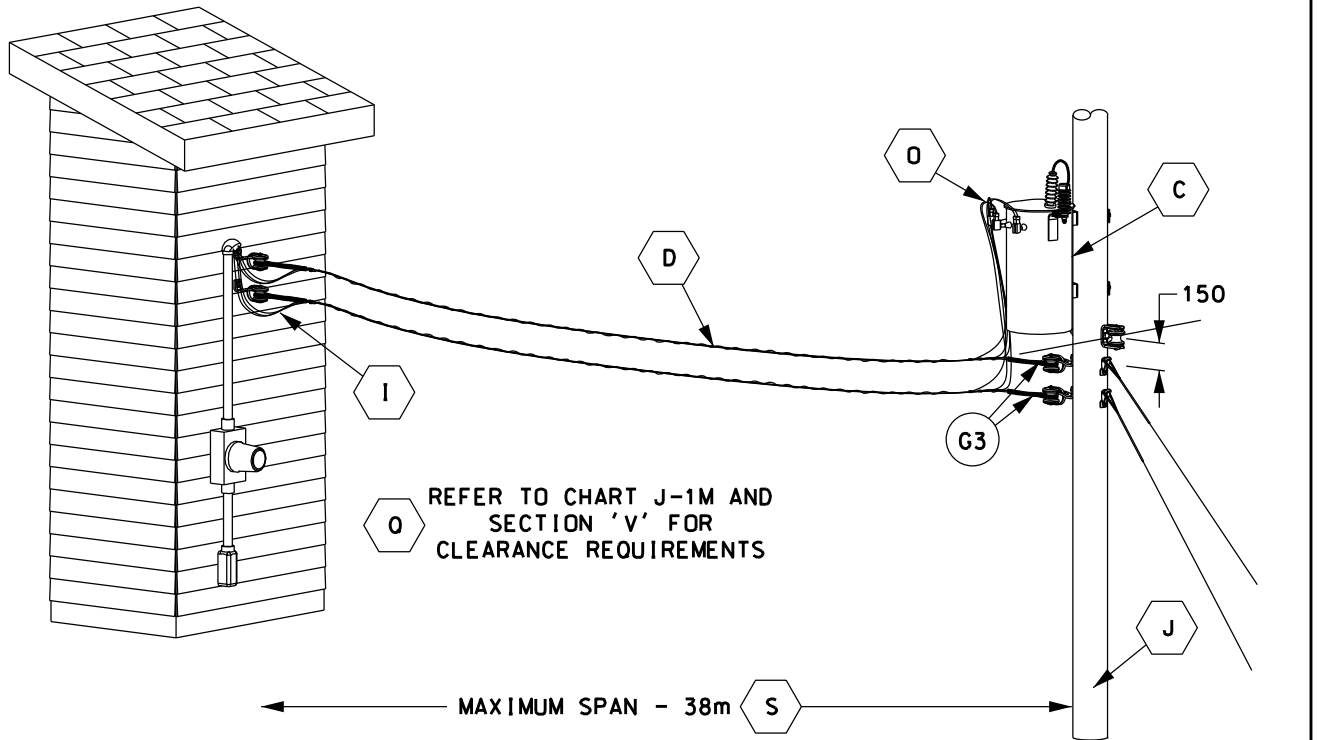 O
C
D
150
I
G3
Q
REFER TO CHART J-1M AND
SECTION 'V' FOR
CLEARANCE REQUIREMENTS
J
MAXIMUM SPAN - 38m
S